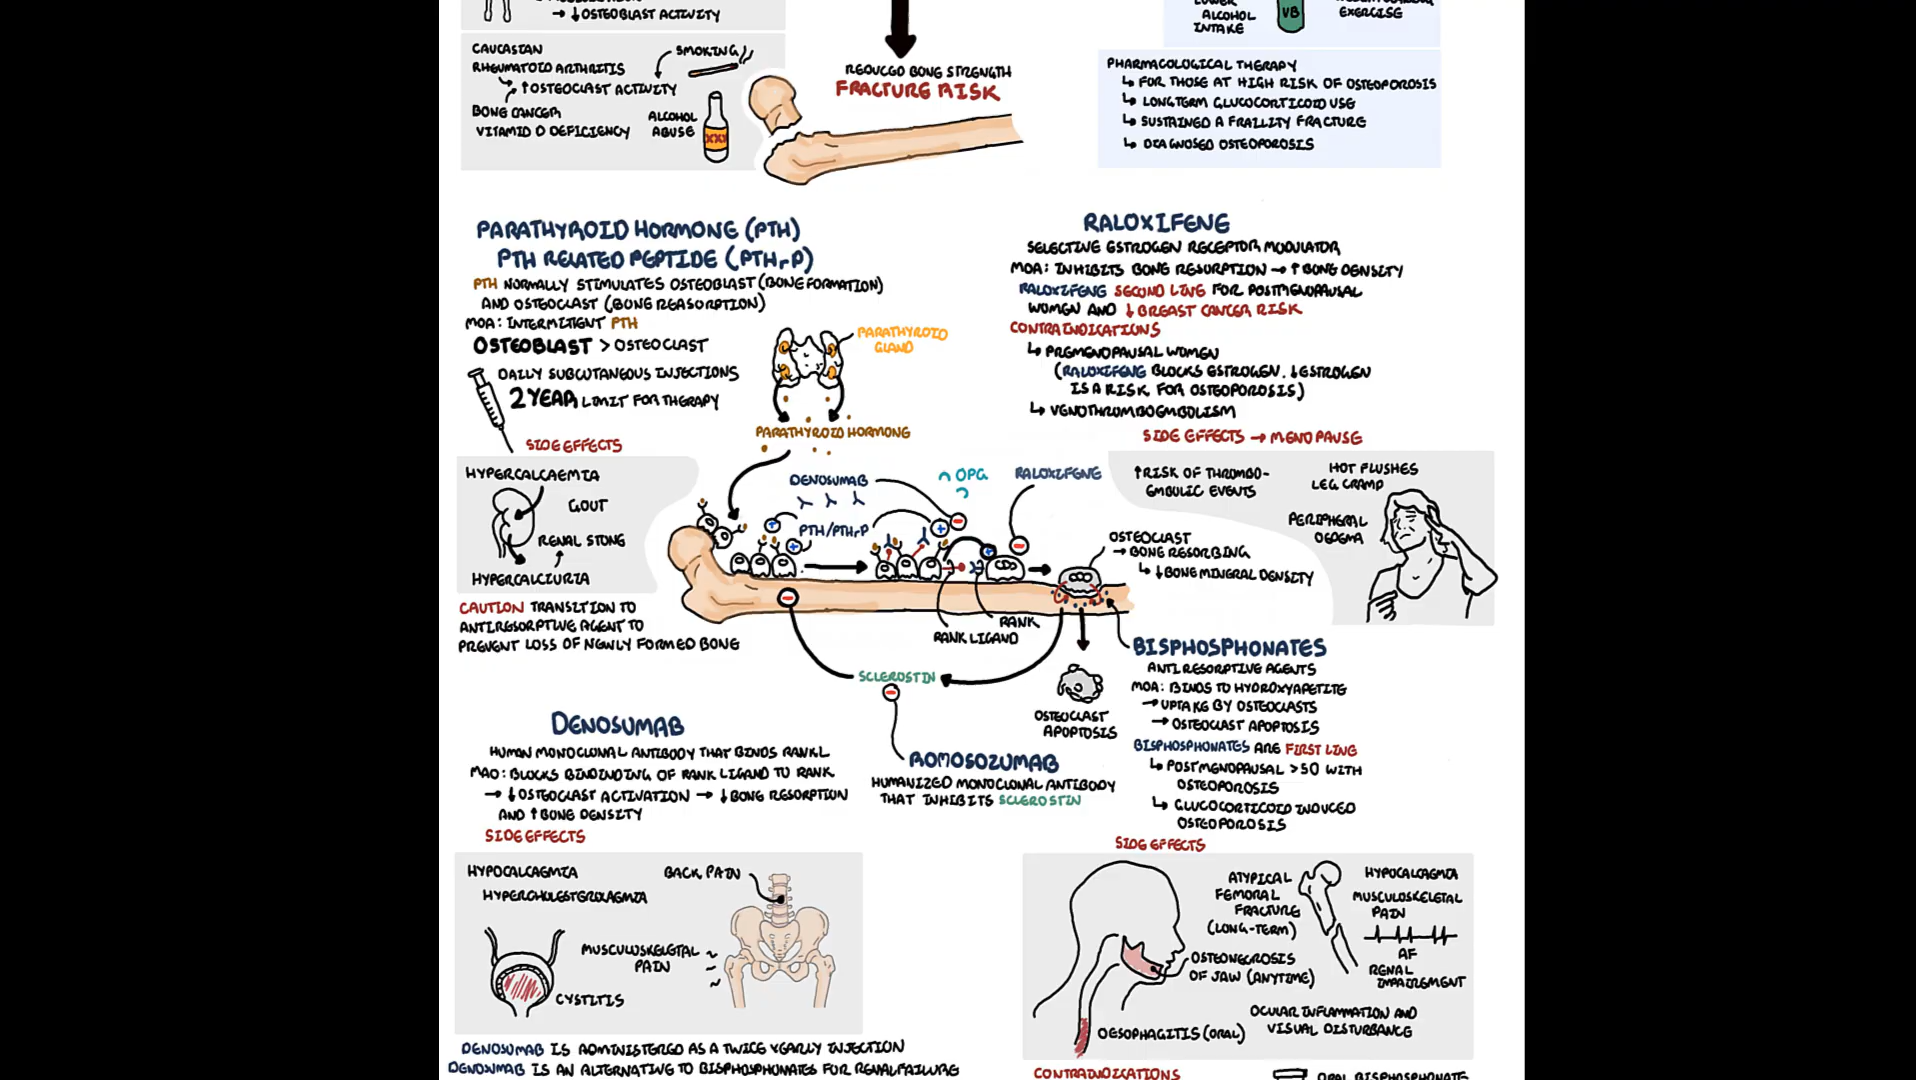 → ↓OSTEOBLAST ACTIVITY
CAUCASIAN
RHEUMATOID ARTHRITIS
↑OSTEOCLAST ACTIVITY
BONE CANCER
VITAMID D DEFICIENCY
SMOKING
ALCOHOL
ABUSE
XXX
REDUCED BONE STRENGTH
FRACTURE RISK
ALCOHOL
INTAKE
VB
EXERCISE
PHARMACOLOGICAL THERAPY
↳ FOR THOSE AT HIGH RISK OF OSTEOPOROSIS
↳ LONGTERM GLUCOCORTICOID USE
↳ SUSTAINED A FRAILITY FRACTURE
↳ DIAGNOSED OSTEOPOROSIS
PARATHYROID HORMONE (PTH)
PTH RELATED PEPTIDE (PTHrP)
PTH NORMALLY STIMULATES OSTEOBLAST (BONE FORMATION)
AND OSTEOCLAST (BONE REASORPTION)
MOA: INTERMITTENT PTH
OSTEOBLAST > OSTEOCLAST
DAILY SUBCUTANEOUS INJECTIONS
2 YEAR LIMIT FOR THERAPY
SIDE EFFECTS
HYPERCALCAEMIA
GOUT
RENAL STONE
HYPERCALCIURIA
CAUTION TRANSITION TO
ANTIRESORPTIVE AGENT TO
PREVENT LOSS OF NEWLY FORMED BONE
PARATHYROID
GLAND
PARATHYROID HORMONE
DENOSUMAB
OPG
RALOXIFENE
PTH/PTHrP
RANK
RANK LIGAND
OSTEOCLAST
→ BONE RESORBING
↳ ↓BONE MINERAL DENSITY
SCLEROSTIN
OSTEOCLAST
APOPTOSIS
RALOXIFENE
SELECTIVE ESTROGEN RECEPTOR MODULATOR
MOA: INHIBITS BONE RESORPTION → ↑BONE DENSITY
RALOXIFENE SECOND LINE FOR POSTMENOPAUSAL
WOMEN AND ↓BREAST CANCER RISK
CONTRAINDICATIONS
↳ PREMENOPAUSAL WOMEN
(RALOXIFENE BLOCKS ESTROGEN. ↓ESTROGEN
IS A RISK FOR OSTEOPOROSIS)
↳ VENOTHROMBOEMBOLISM
SIDE EFFECTS → MENOPAUSE
↑RISK OF THROMBO-
EMBOLIC EVENTS
HOT FLUSHES
LEG CRAMP
PERIPHERAL
OEDEMA
BISPHOSPHONATES
ANTI RESORPTIVE AGENTS
MOA: BINDS TO HYDROXYAPETITE
→ UPTAKE BY OSTEOCLASTS
→ OSTEOCLAST APOPTOSIS
BISPHOSPHONATES ARE FIRST LINE
↳ POSTMENOPAUSAL >50 WITH
OSTEOPOROSIS
↳ GLUCOCORTICOID INDUCED
OSTEOPOROSIS
SIDE EFFECTS
ATYPICAL
FEMORAL
FRACTURE
(LONG-TERM)
HYPOCALCAEMIA
MUSCULOSKELETAL
PAIN
AF
RENAL
IMPAIREMENT
OSTEONECROSIS
OF JAW (ANYTIME)
OCULAR INFLAMMATION AND
VISUAL DISTURBANCE
OESOPHAGITIS (ORAL)
CONTRAINDICATIONS
ORAL BISPHOSPHONATE
ROMOSOZUMAB
HUMANIZED MONOCLONAL ANTIBODY
THAT INHIBITS SCLEROSTIN
DENOSUMAB
HUMAN MONOCLONAL ANTIBODY THAT BINDS RANKL
MAO: BLOCKS BINDINDING OF RANK LIGAND TO RANK
→ ↓OSTEOCLAST ACTIVATION → ↓BONE RESORPTION
AND ↑BONE DENSITY
SIDE EFFECTS
HYPOCALCAEMIA
HYPERCHOLESTEROLAEMIA
BACK PAIN
MUSCULOSKELETAL
PAIN
CYSTITIS
DENOSUMAB IS ADMINISTERED AS A TWICE YEARLY INJECTION
DENOSUMAB IS AN ALTERNATING TO BISPHOSPHONATES FOR RENAL FAILURE